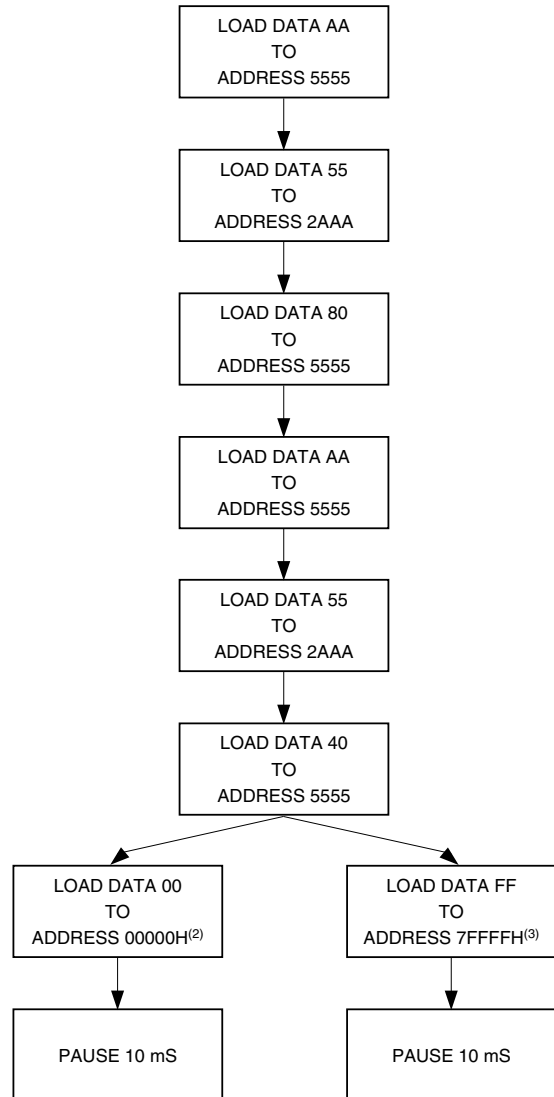 LOAD DATA AA
TO
ADDRESS 5555
LOAD DATA 55
TO
ADDRESS 2AAA
LOAD DATA 80
TO
ADDRESS 5555
LOAD DATA AA
TO
ADDRESS 5555
LOAD DATA 55
TO
ADDRESS 2AAA
LOAD DATA 40
TO
ADDRESS 5555
LOAD DATA 00
TO
ADDRESS 00000H(2)
PAUSE 10 mS
LOAD DATA FF
TO
ADDRESS 7FFFFH(3)
PAUSE 10 mS